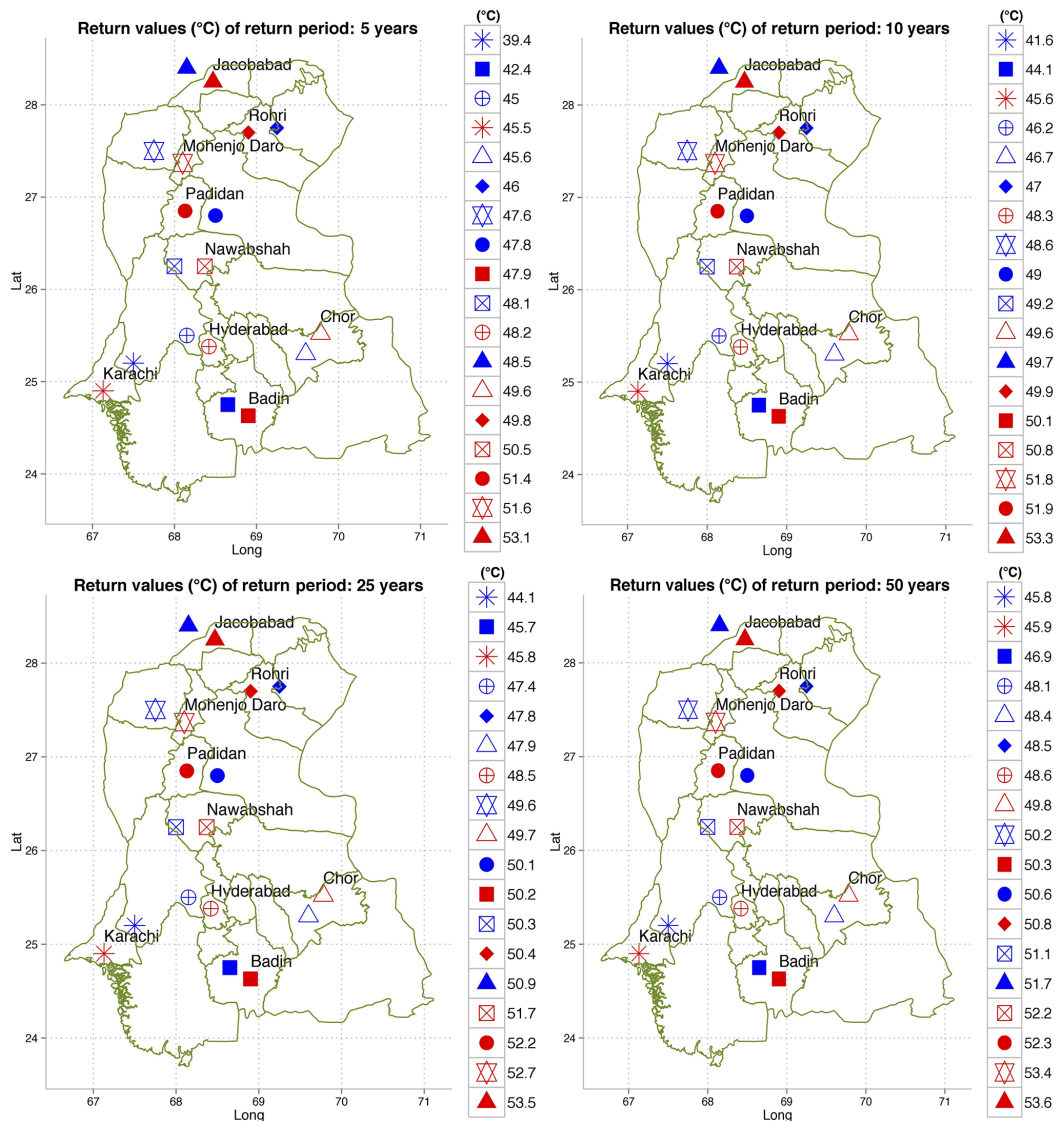 Return values (°C) of return period: 5 years
Jacobabad
Rohri
Mohenjo Daro
Padidan
Nawabshah
Hyderabad
Chor
Karachi
Badin
28
27
26
25
24
Lat
67 68 69 70 71
Long
(°C)
39.4
42.4
45
45.5
45.6
46
47.6
47.8
47.9
48.1
48.2
48.5
49.6
49.8
50.5
51.4
51.6
53.1
Return values (°C) of return period: 10 years
Jacobabad
Rohri
Mohenjo Daro
Padidan
Nawabshah
Hyderabad
Chor
Karachi
Badin
28
27
26
25
24
Lat
67 68 69 70 71
Long
(°C)
41.6
44.1
45.6
46.2
46.7
47
48.3
48.6
49
49.2
49.6
49.7
49.9
50.1
50.8
51.8
51.9
53.3
Return values (°C) of return period: 25 years
Jacobabad
Rohri
Mohenjo Daro
Padidan
Nawabshah
Hyderabad
Chor
Karachi
Badin
28
27
26
25
24
Lat
67 68 69 70 71
Long
(°C)
44.1
45.7
45.8
47.4
47.8
47.9
48.5
49.6
49.7
50.1
50.2
50.3
50.4
50.9
51.7
52.2
52.7
53.5
Return values (°C) of return period: 50 years
Jacobabad
Rohri
Mohenjo Daro
Padidan
Nawabshah
Hyderabad
Chor
Karachi
Badin
28
27
26
25
24
Lat
67 68 69 70 71
Long
(°C)
45.8
45.9
46.9
48.1
48.4
48.5
48.6
49.8
50.2
50.3
50.6
50.8
51.1
51.7
52.2
52.3
53.4
53.6